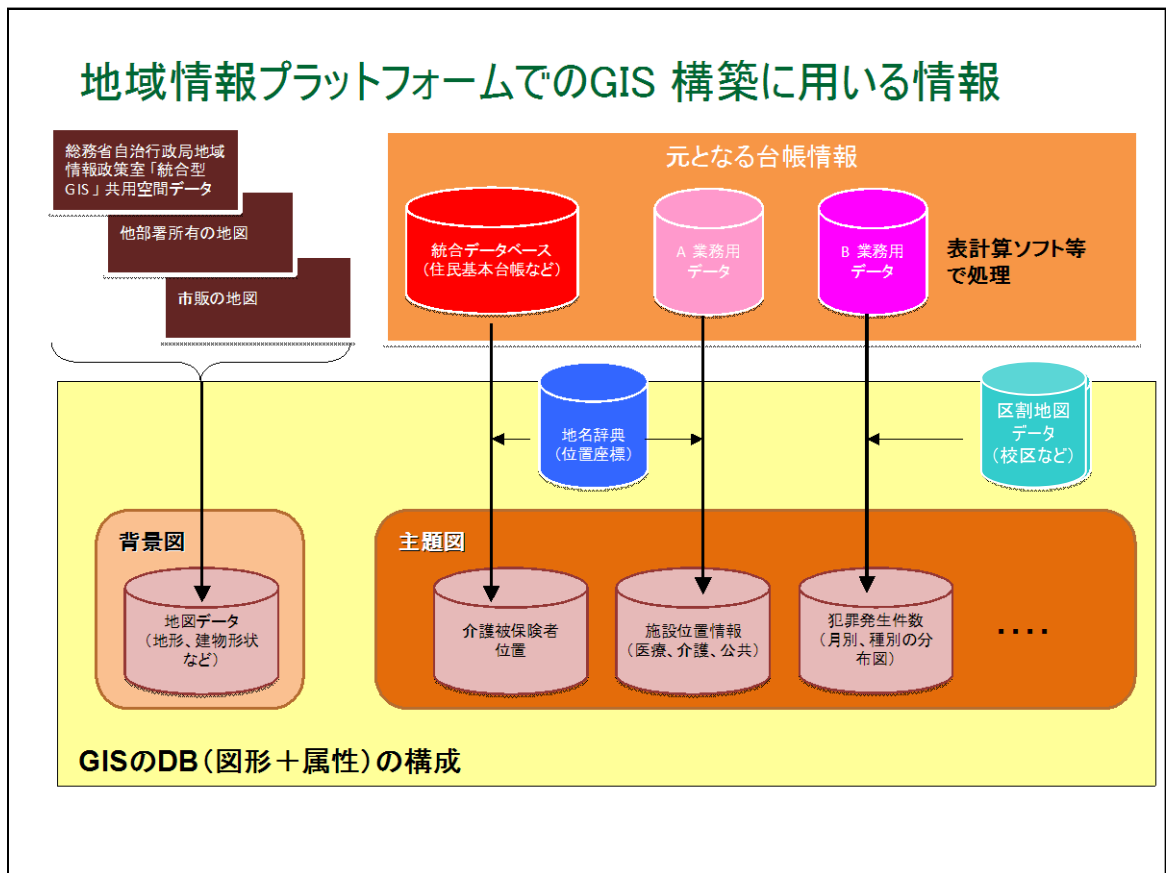 地域情報プラットフォームでのGIS 構築に用いる情報
総務省自治行政局地域
情報政策室「統合型
GIS」共用空間データ
他部署所有の地図
市販の地図
元となる台帳情報
統合データベース
（住民基本台帳など）
A 業務用
データ
B 業務用
データ
表計算ソフト等
で処理
地名辞典
（位置座標）
区割地図
データ
（校区など）
背景図
地図データ
（地形、建物形状
など）
主題図
介護被保険者
位置
施設位置情報
（医療、介護、公共）
犯罪発生件数
（月別、種別の分
布図）
‥‥
GISのDB（図形＋属性）の構成